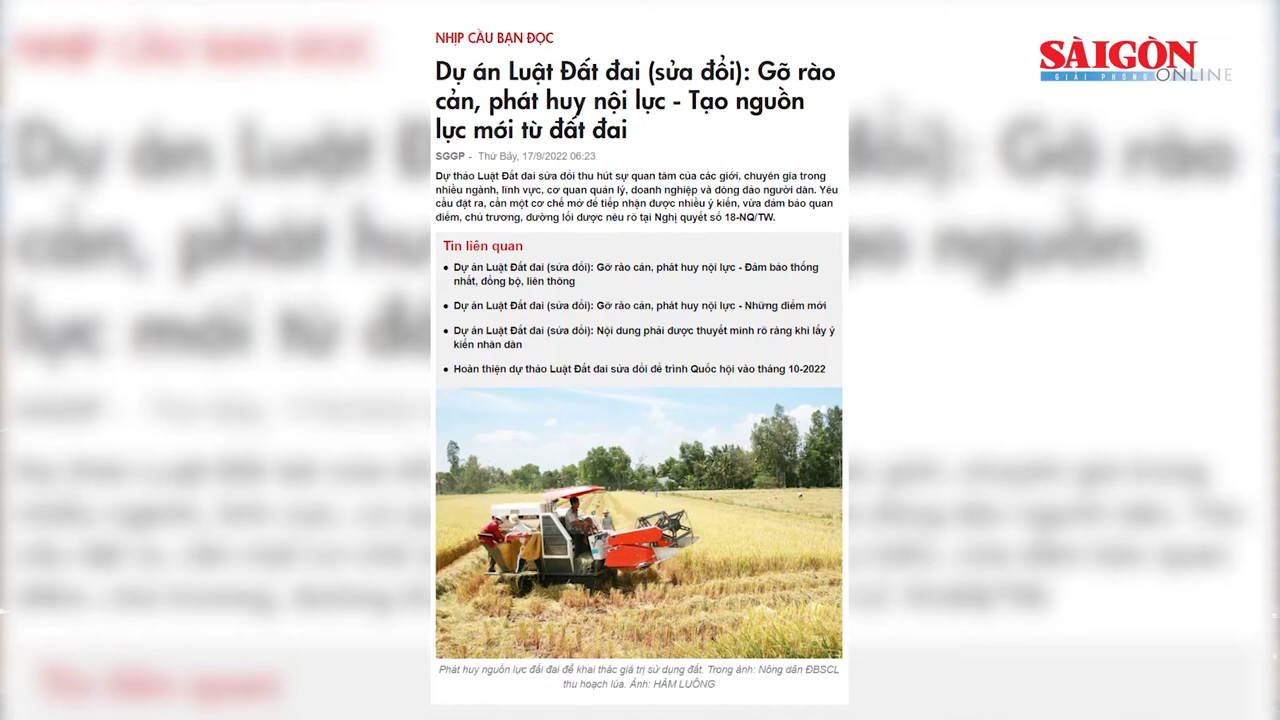 NHỊP CẦU BẠN ĐỌC
SÀIGÒN
GIẢI PHÓNG ONLINE
Dự án Luật Đất đai (sửa đổi): Gỡ rào
cản, phát huy nội lực - Tạo nguồn
lực mới từ đất đai
SGGP - Thứ Bảy, 17/9/2022 06:23
Dự thảo Luật Đất đai sửa đổi thu hút sự quan tâm của các giới, chuyên gia trong
nhiều ngành, lĩnh vực, cơ quan quản lý, doanh nghiệp và đông đảo người dân. Yêu
cầu đặt ra, cần một cơ chế mở để tiếp nhận được nhiều ý kiến, vừa đảm bảo quan
điểm, chủ trương, đường lối được nêu rõ tại Nghị quyết số 18-NQ/TW.
Tin liên quan
• Dự án Luật Đất đai (sửa đổi): Gỡ rào cản, phát huy nội lực - Đảm bảo thống
nhất, đồng bộ, liên thông
• Dự án Luật Đất đai (sửa đổi): Gỡ rào cản, phát huy nội lực - Những điểm mới
• Dự án Luật Đất đai (sửa đổi): Nội dung phải được thuyết minh rõ ràng khi lấy ý
kiến nhân dân
• Hoàn thiện dự thảo Luật Đất đai sửa đổi để trình Quốc hội vào tháng 10-2022
Phát huy nguồn lực đấi đai để khai thác giá trị sử dụng đất. Trong ảnh: Nông dân ĐBSCL
thu hoạch lúa. Ảnh: HÀM LUÔNG